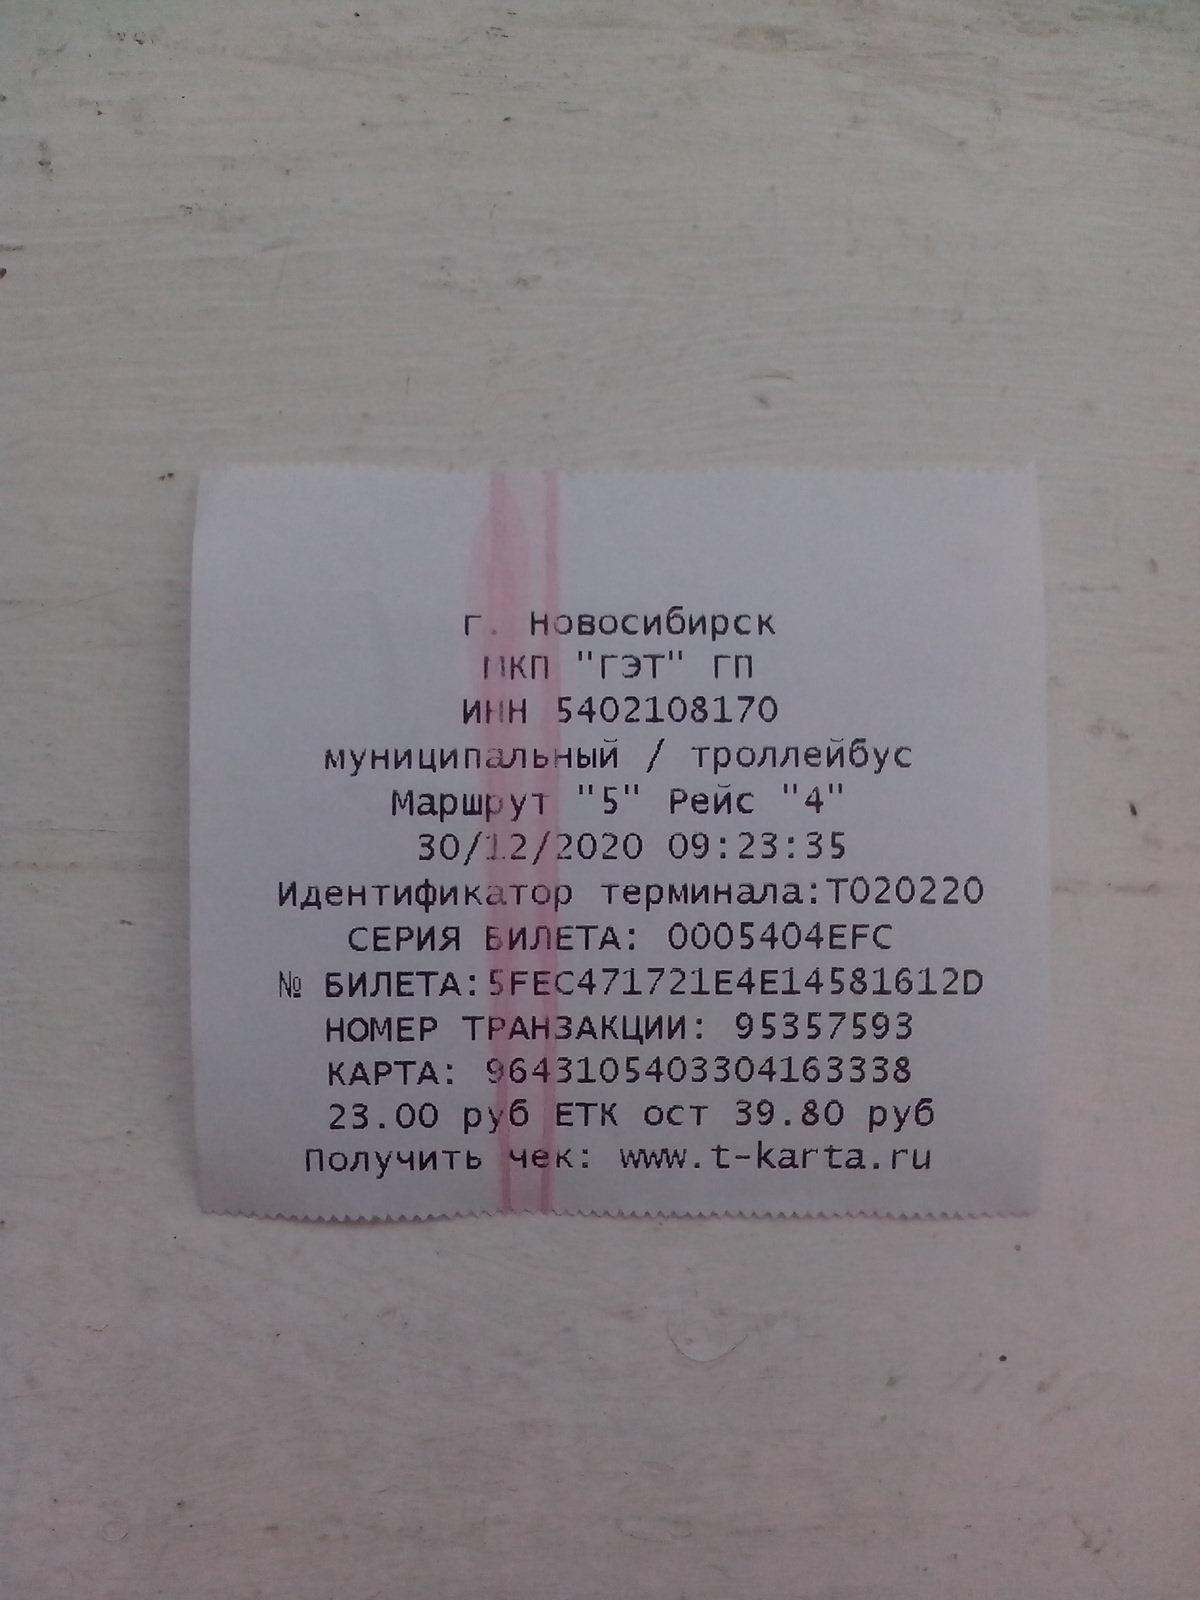 г. Новосибирск
МКП "ГЭТ" ГП
ИНН 5402108170
муниципальный / троллейбус
Маршрут "5" Рейс "4"
30/12/2020 09:23:35
Идентификатор терминала:T020220
СЕРИЯ БИЛЕТА: 0005404EFC
№ БИЛЕТА:5FEC471721E4E14581612D
НОМЕР ТРАНЗАКЦИИ: 95357593
КАРТА: 9643105403304163338
23.00 руб ЕТК ост 39.80 руб
Получить чек: www.t-karta.ru